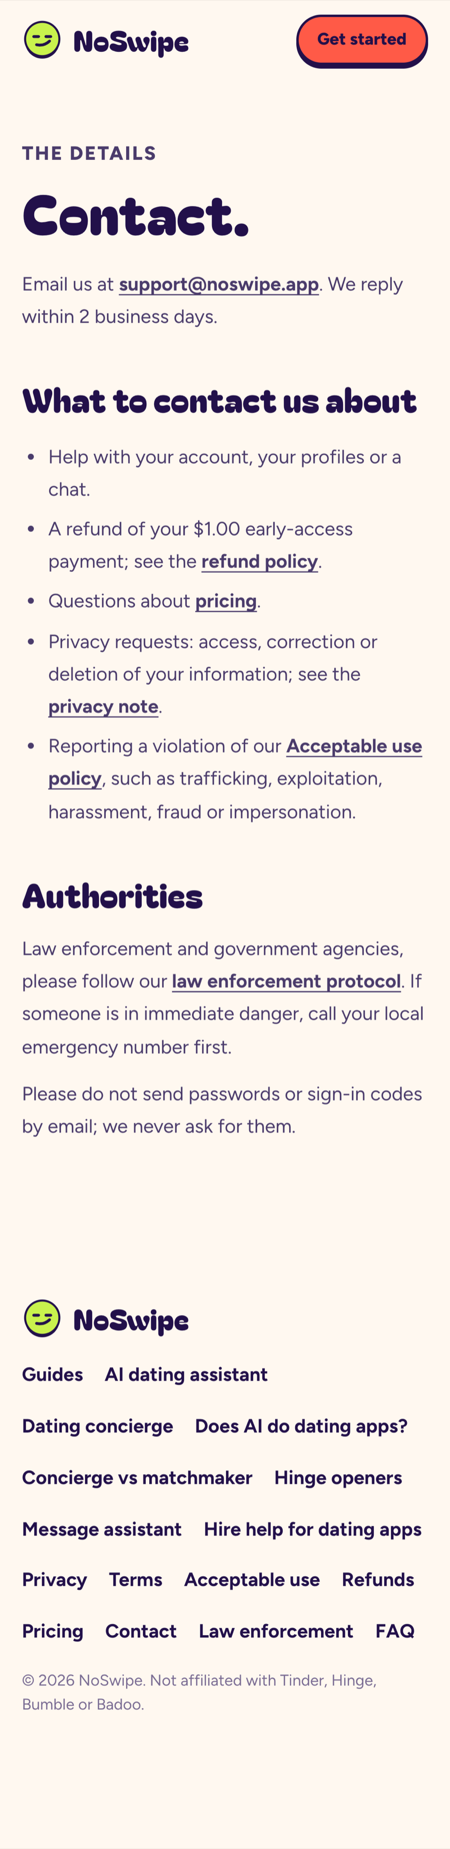 NoSwipe
Get started
THE DETAILS
Contact.
Email us at support@noswipe.app. We reply
within 2 business days.
What to contact us about
• Help with your account, your profiles or a
chat.
• A refund of your $1.00 early-access
payment; see the refund policy.
• Questions about pricing.
• Privacy requests: access, correction or
deletion of your information; see the
privacy note.
• Reporting a violation of our Acceptable use
policy, such as trafficking, exploitation,
harassment, fraud or impersonation.
Authorities
Law enforcement and government agencies,
please follow our law enforcement protocol. If
someone is in immediate danger, call your local
emergency number first.
Please do not send passwords or sign-in codes
by email; we never ask for them.
NoSwipe
Guides AI dating assistant
Dating concierge Does AI do dating apps?
Concierge vs matchmaker Hinge openers
Message assistant Hire help for dating apps
Privacy Terms Acceptable use Refunds
Pricing Contact Law enforcement FAQ
© 2026 NoSwipe. Not affiliated with Tinder, Hinge,
Bumble or Badoo.